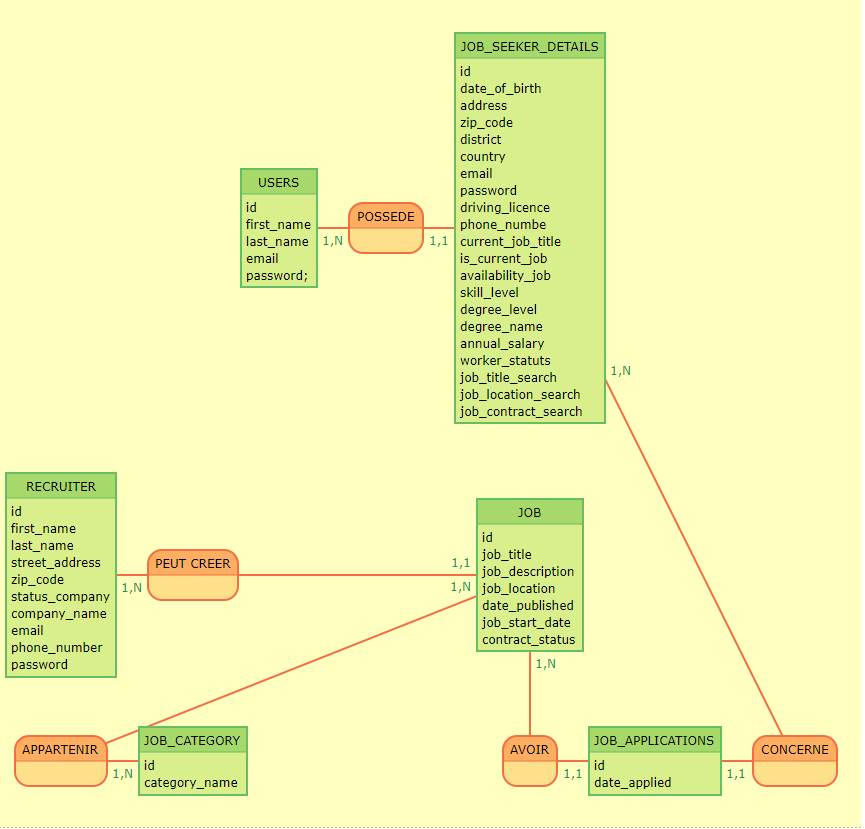 JOB_SEEKER_DETAILS
id
date_of_birth
address
zip_code
district
country
email
password
driving_licence
phone_numbe
current_job_title
is_current_job
availability_job
skill_level
degree_level
degree_name
annual_salary
worker_statuts
job_title_search
job_location_search
job_contract_search
USERS
id
first_name
last_name
email
password;
POSSEDE
1,N
1,1
1,N
RECRUITER
id
first_name
last_name
street_address
zip_code
status_company
company_name
email
phone_number
password
PEUT CREER
1,N
1,1
1,N
JOB
id
job_title
job_description
job_location
date_published
job_start_date
contract_status
1,N
APPARTENIR
1,N
JOB_CATEGORY
id
category_name
AVOIR
1,1
JOB_APPLICATIONS
id
date_applied
1,1
CONCERNE